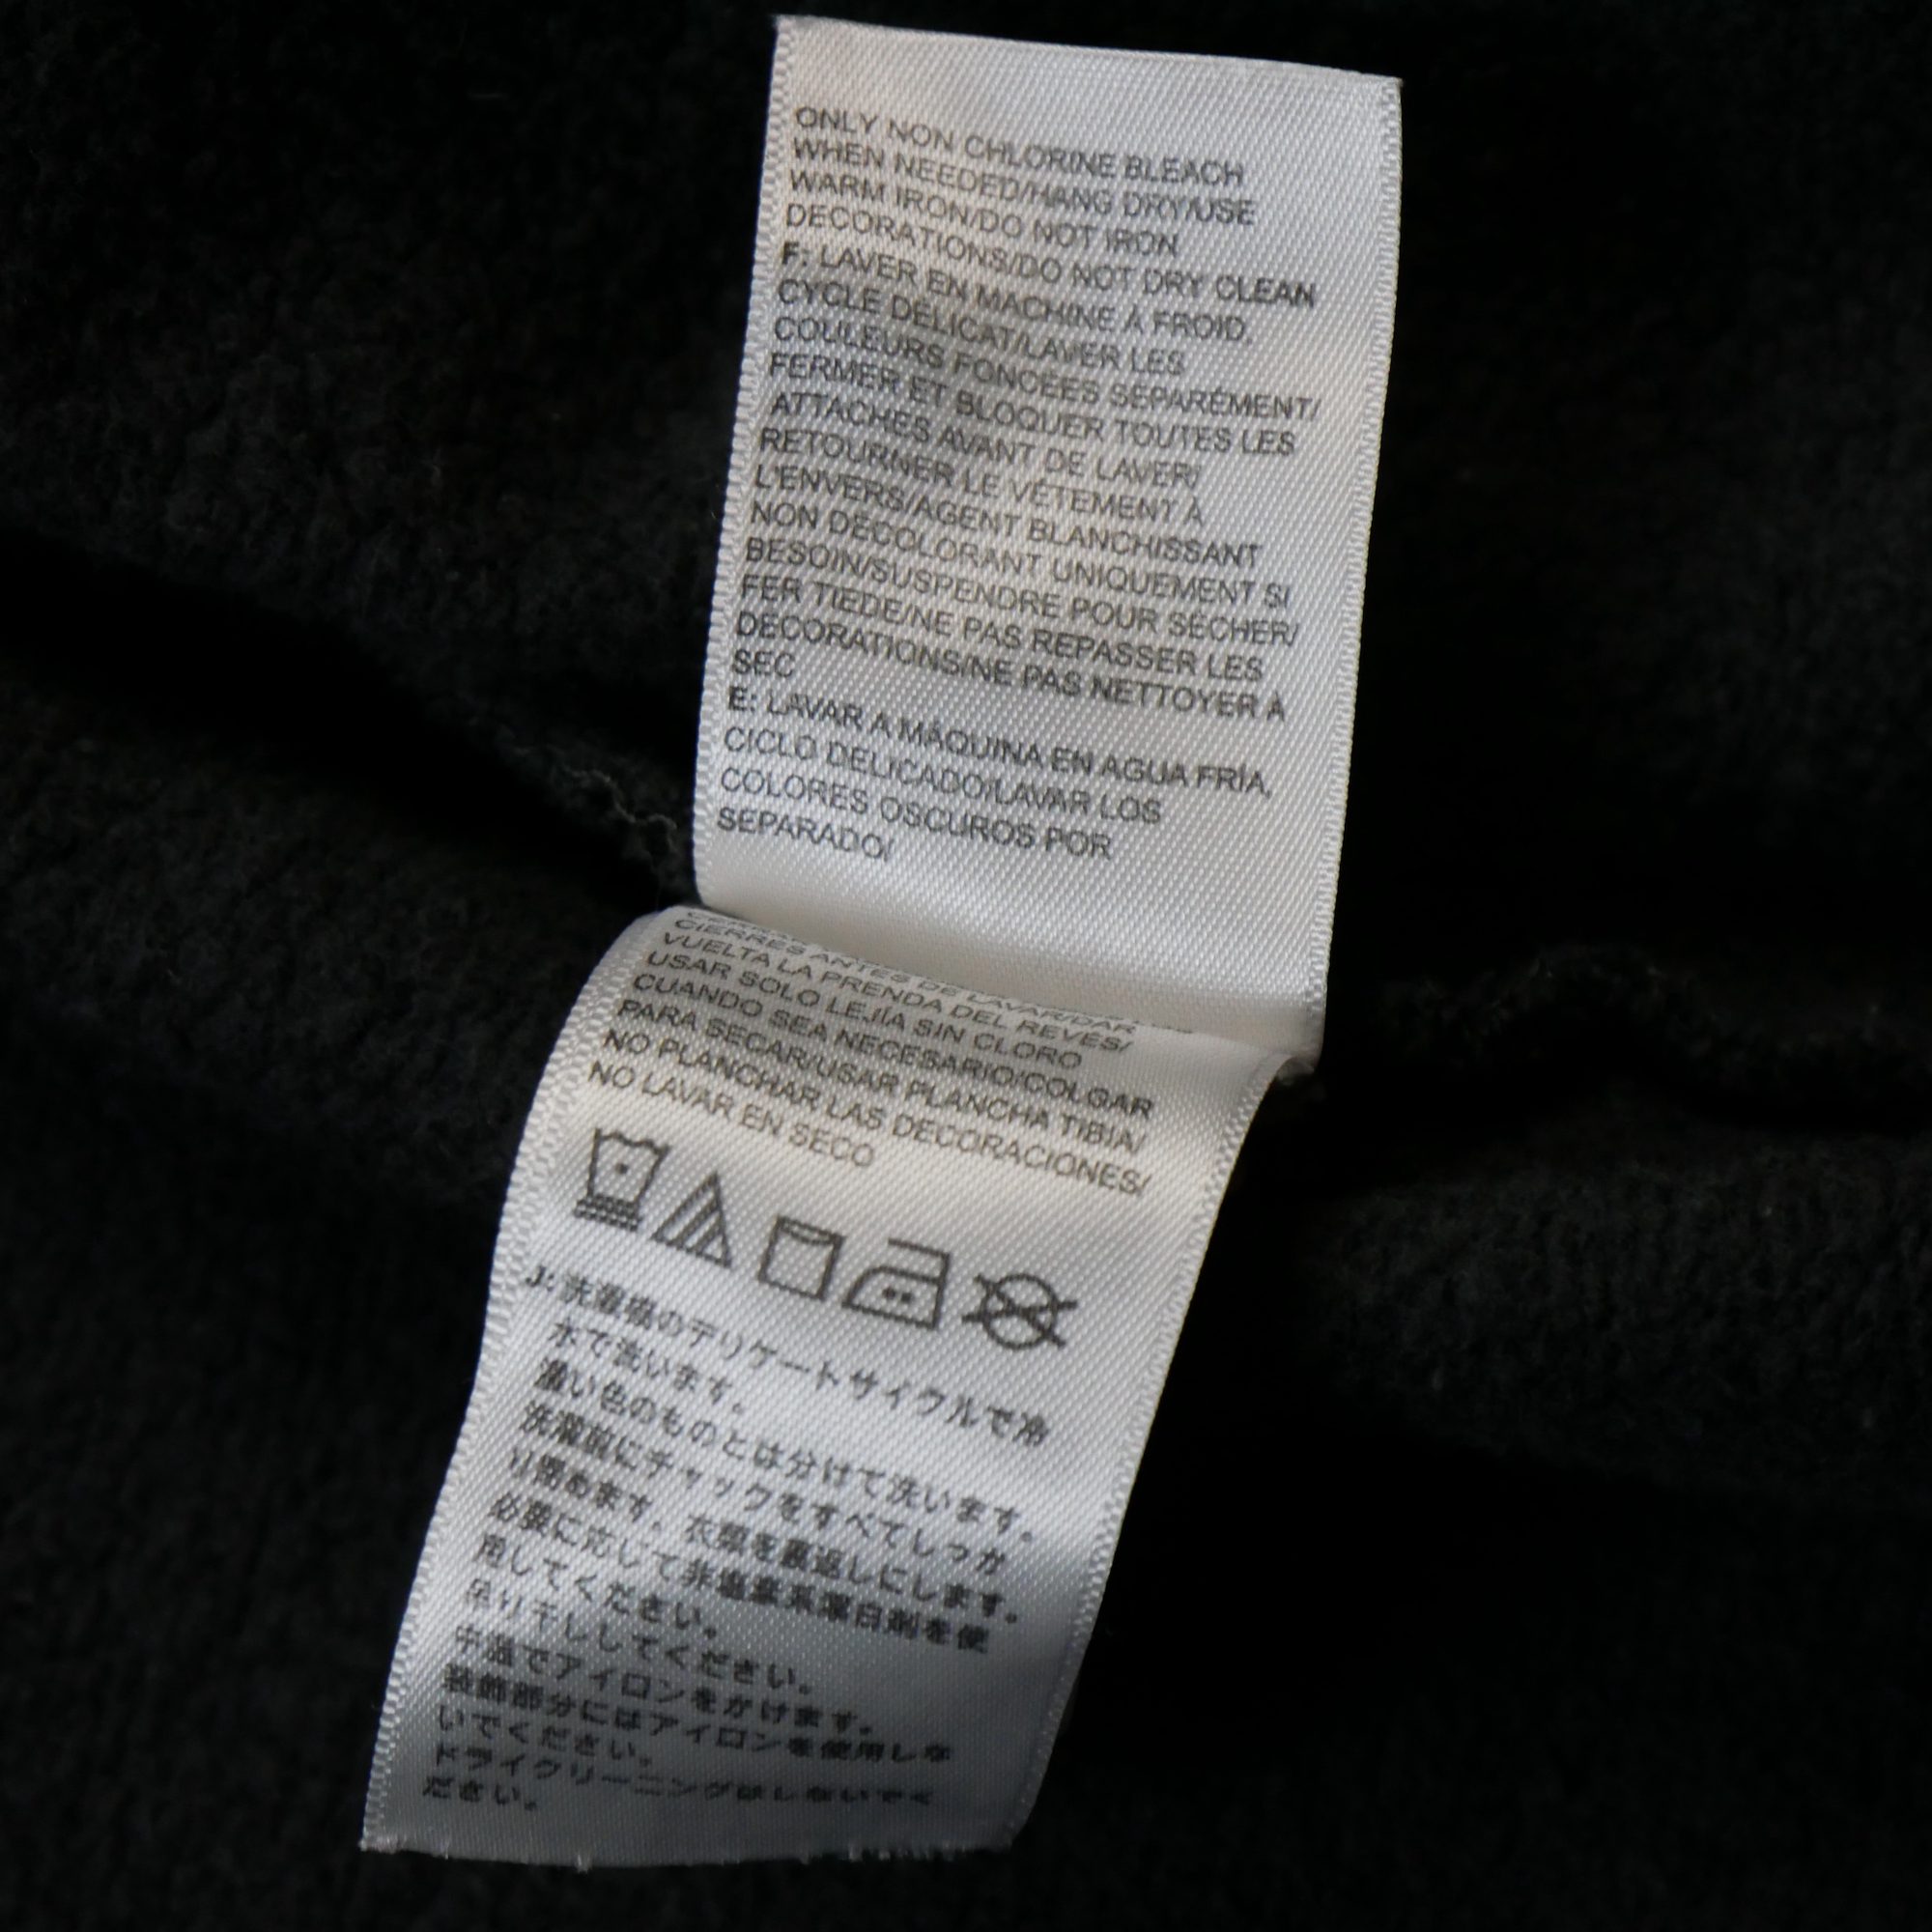 ONLY NON CHLORINE BLEACH
WHEN NEEDED/HANG DRY/USE
WARM IRON/DO NOT IRON
DECORATIONS/DO NOT DRY CLEAN
F: LAVER EN MACHINE À FROID,
CYCLE DÉLICAT/LAVER LES
COULEURS FONCÉES SÉPARÉMENT/
FERMER ET BLOQUER TOUTES LES
ATTACHES AVANT DE LAVER/
RETOURNER LE VÊTEMENT À
L'ENVERS/AGENT BLANCHISSANT
NON DÉCOLORANT UNIQUEMENT SI
BESOIN/SUSPENDRE POUR SÉCHER/
FER TIEDE/NE PAS REPASSER LES
DÉCORATIONS/NE PAS NETTOYER À
SEC
E: LAVAR A MÁQUINA EN AGUA FRÍA,
CICLO DELICADO/LAVAR LOS
COLORES OSCUROS POR
SEPARADO/
CIERRES ANTES DE LAVAR/DAR
VUELTA LA PRENDA DEL REVÉS/
USAR SOLO LEJÍA SIN CLORO
CUANDO SEA NECESARIO/COLGAR
PARA SECAR/USAR PLANCHA TIBIA/
NO PLANCHAR LAS DECORACIONES/
NO LAVAR EN SECO
J: 洗濯機のデリケートサイクルで冷
水で洗います。
濃い色のものとは分けて洗います。
洗濯前にチャックをすべてしっか
り閉めます。衣類を裏返しにします。
必要に応じて非塩素系漂白剤を使
用してください。
吊り干ししてください。
中温でアイロンをかけます。
装飾部分にはアイロンを使用しな
いでください。
ドライクリーニングはしないでく
ださい。